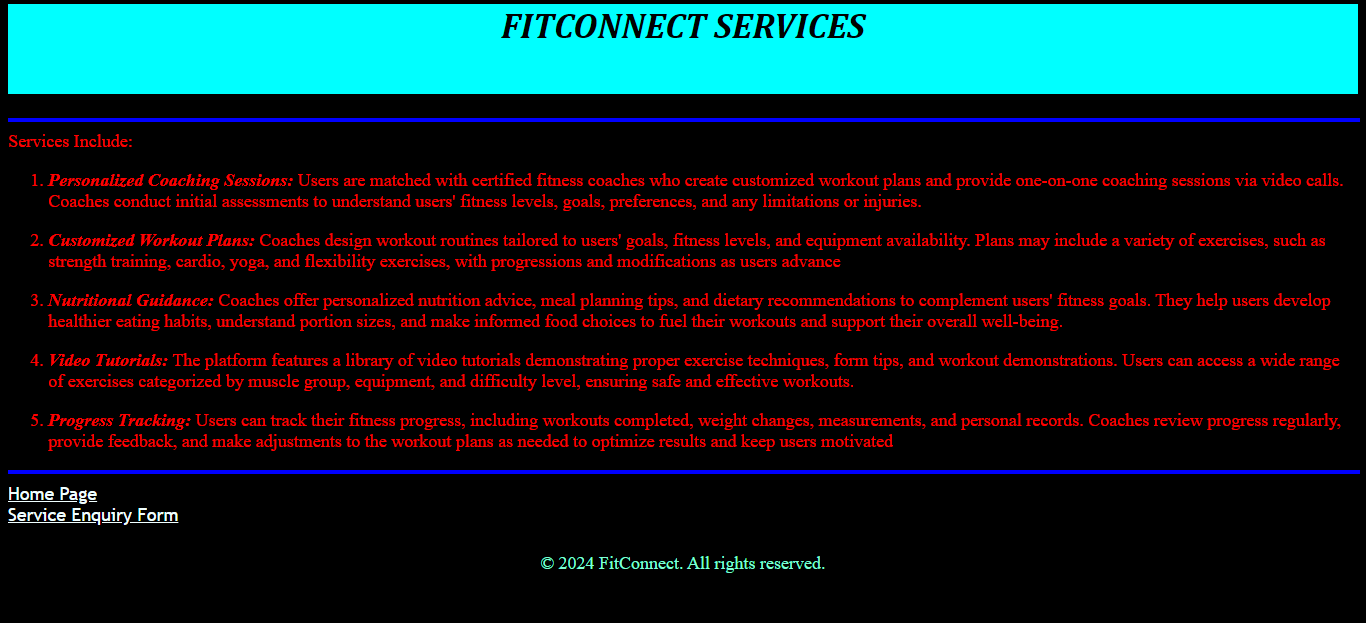 FITCONNECT SERVICES
Services Include:
1. Personalized Coaching Sessions: Users are matched with certified fitness coaches who create customized workout plans and provide one-on-one coaching sessions via video calls.
Coaches conduct initial assessments to understand users' fitness levels, goals, preferences, and any limitations or injuries.
2. Customized Workout Plans: Coaches design workout routines tailored to users' goals, fitness levels, and equipment availability. Plans may include a variety of exercises, such as
strength training, cardio, yoga, and flexibility exercises, with progressions and modifications as users advance
3. Nutritional Guidance: Coaches offer personalized nutrition advice, meal planning tips, and dietary recommendations to complement users' fitness goals. They help users develop
healthier eating habits, understand portion sizes, and make informed food choices to fuel their workouts and support their overall well-being.
4. Video Tutorials: The platform features a library of video tutorials demonstrating proper exercise techniques, form tips, and workout demonstrations. Users can access a wide range
of exercises categorized by muscle group, equipment, and difficulty level, ensuring safe and effective workouts.
5. Progress Tracking: Users can track their fitness progress, including workouts completed, weight changes, measurements, and personal records. Coaches review progress regularly,
provide feedback, and make adjustments to the workout plans as needed to optimize results and keep users motivated
Home Page
Service Enquiry Form
© 2024 FitConnect. All rights reserved.